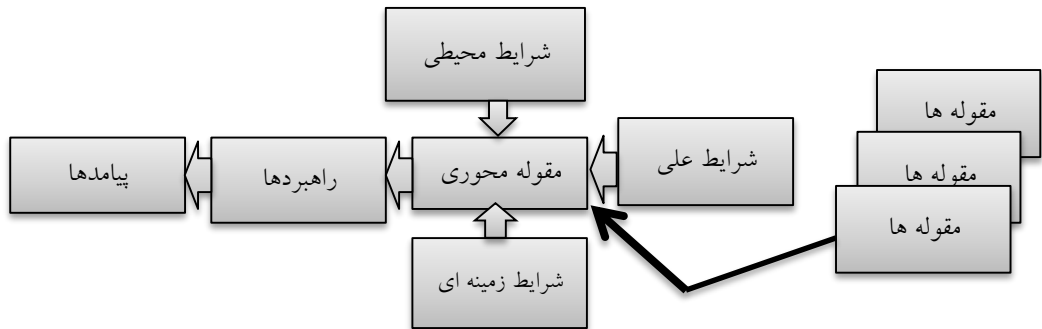 شرایط محیطی
مقوله ها
مقوله ها
مقوله ها
شرایط علی
مقوله محوری
راهبردها
پیامدها
شرایط زمینه ای